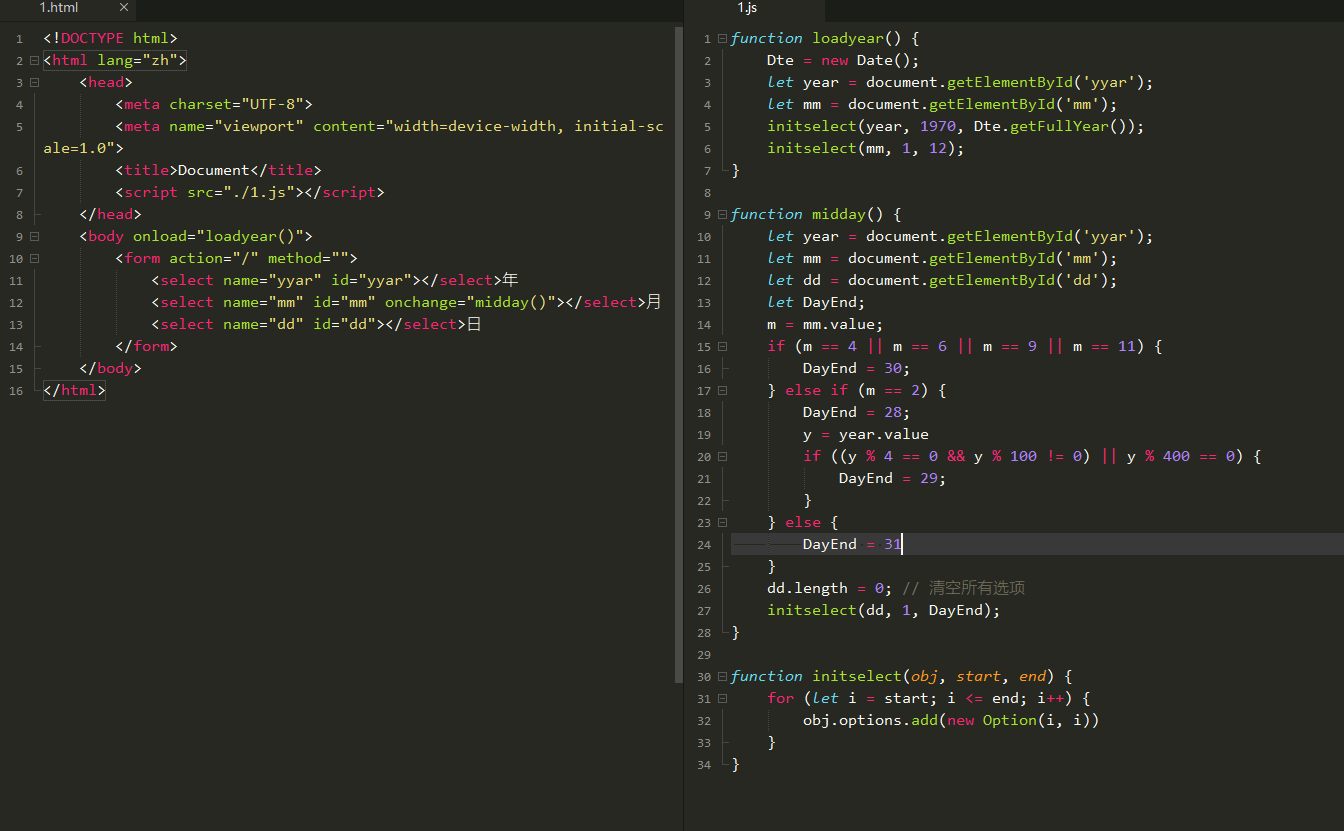 1.html ×
1 <!DOCTYPE html>
2 <html lang="zh">
3 <head>
4 <meta charset="UTF-8">
5 <meta name="viewport" content="width=device-width, initial-sc
ale=1.0">
6 <title>Document</title>
7 <script src="./1.js"></script>
8 </head>
9 <body onload="loadyear()">
10 <form action="/" method="">
11 <select name="yyar" id="yyar"></select>年
12 <select name="mm" id="mm" onchange="midday()"></select>月
13 <select name="dd" id="dd"></select>日
14 </form>
15 </body>
16 </html>
1.js
1 function loadyear() {
2 Dte = new Date();
3 let year = document.getElementById('yyar');
4 let mm = document.getElementById('mm');
5 initselect(year, 1970, Dte.getFullYear());
6 initselect(mm, 1, 12);
7 }
8
9 function midday() {
10 let year = document.getElementById('yyar');
11 let mm = document.getElementById('mm');
12 let dd = document.getElementById('dd');
13 let DayEnd;
14 m = mm.value;
15 if (m == 4 || m == 6 || m == 9 || m == 11) {
16 DayEnd = 30;
17 } else if (m == 2) {
18 DayEnd = 28;
19 y = year.value
20 if ((y % 4 == 0 && y % 100 != 0) || y % 400 == 0) {
21 DayEnd = 29;
22 }
23 } else {
24 DayEnd = 31
25 }
26 dd.length = 0; // 清空所有选项
27 initselect(dd, 1, DayEnd);
28 }
29
30 function initselect(obj, start, end) {
31 for (let i = start; i <= end; i++) {
32 obj.options.add(new Option(i, i))
33 }
34 }